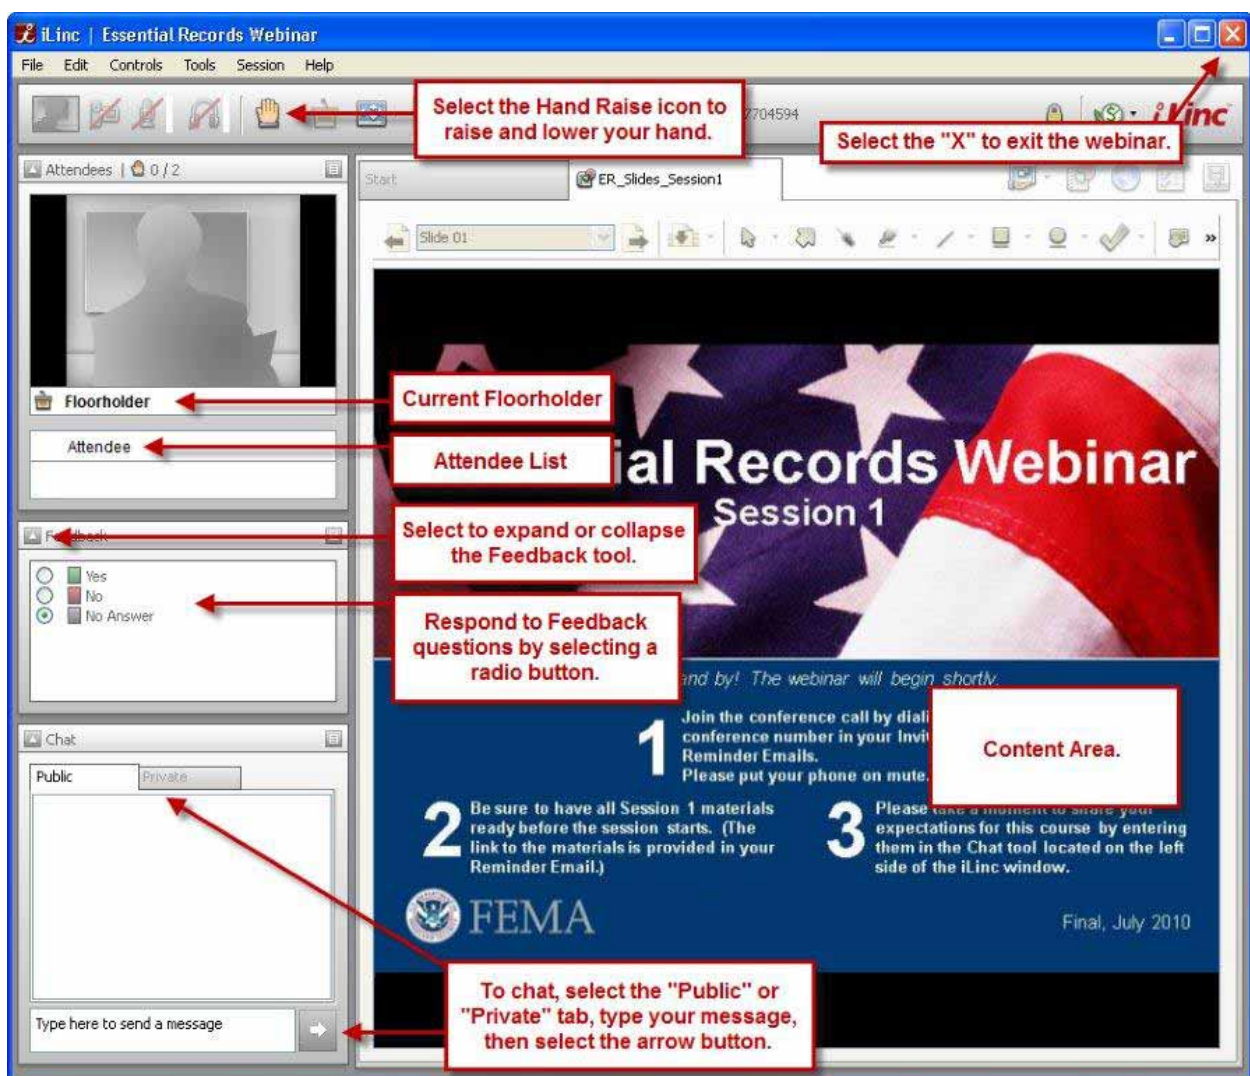 iLinc | Essential Records Webinar
File Edit Controls Tools Session Help
Select the Hand Raise icon to
raise and lower your hand.
7704594
iLinc
Select the "X" to exit the webinar.
Attendees | 0 / 2
Start
ER_Slides_Session1
Slide 01
Floorholder
Current Floorholder
Attendee
Attendee List
ial Records Webinar
Session 1
Feedback
Select to expand or collapse
the Feedback tool.
Yes
No
No Answer
Respond to Feedback
questions by selecting a
radio button.
and by! The webinar will begin shortly.
1
Join the conference call by diali
conference number in your Invi
Reminder Emails.
Please put your phone on mute.
Content Area.
Chat
Public
Private
2
Be sure to have all Session 1 materials
ready before the session starts. (The
link to the materials is provided in your
Reminder Email.)
3
Please take a moment to share your
expectations for this course by entering
them in the Chat tool located on the left
side of the iLinc window.
FEMA
Final, July 2010
To chat, select the "Public" or
"Private" tab, type your message,
then select the arrow button.
Type here to send a message